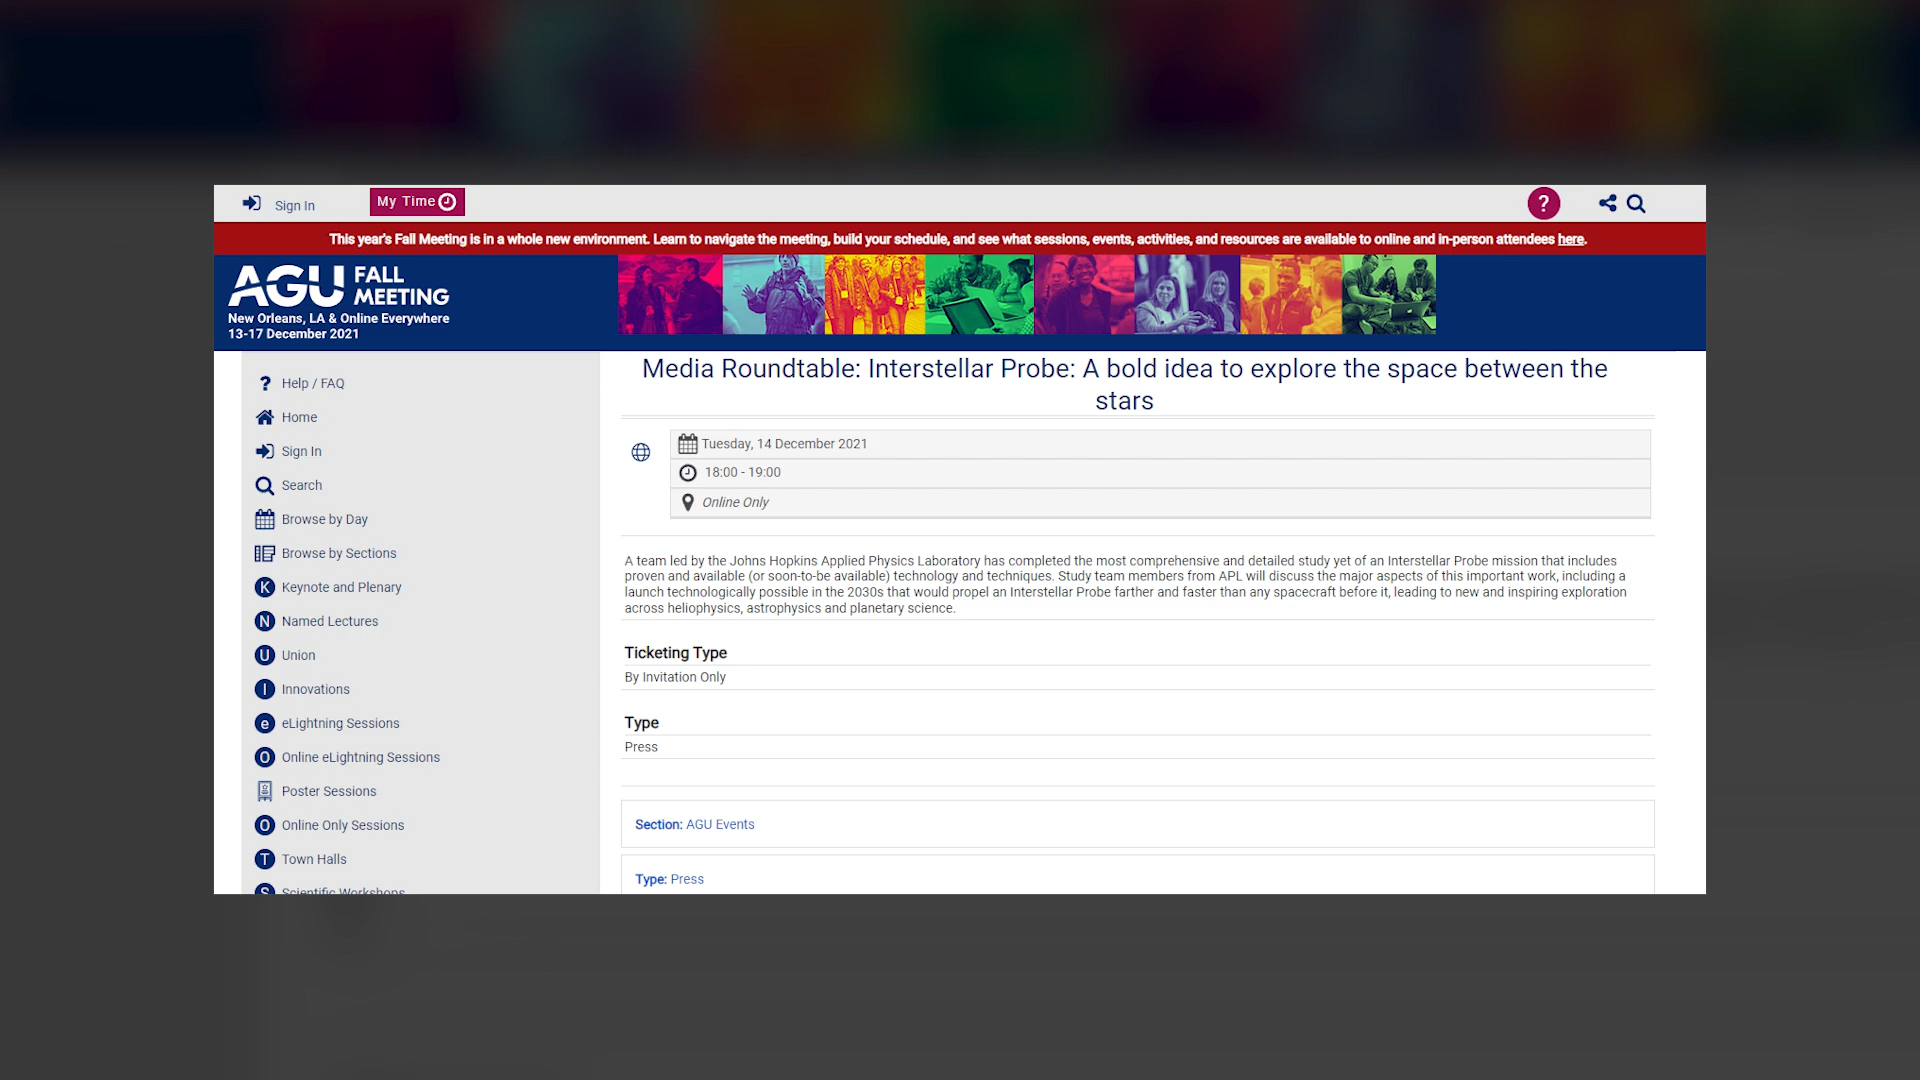 Sign In
My Time
?
This year's Fall Meeting is in a whole new environment. Learn to navigate the meeting, build your schedule, and see what sessions, events, activities, and resources are available to online and in-person attendees here.
AGU FALL
MEETING
New Orleans, LA & Online Everywhere
13-17 December 2021
? Help / FAQ
Home
Sign In
Search
Browse by Day
Browse by Sections
K Keynote and Plenary
N Named Lectures
U Union
I Innovations
e eLightning Sessions
O Online eLightning Sessions
Poster Sessions
O Online Only Sessions
T Town Halls
S Scientific Workshops
Media Roundtable: Interstellar Probe: A bold idea to explore the space between the
stars
Tuesday, 14 December 2021
18:00 - 19:00
Online Only
A team led by the Johns Hopkins Applied Physics Laboratory has completed the most comprehensive and detailed study yet of an Interstellar Probe mission that includes
proven and available (or soon-to-be available) technology and techniques. Study team members from APL will discuss the major aspects of this important work, including a
launch technologically possible in the 2030s that would propel an Interstellar Probe farther and faster than any spacecraft before it, leading to new and inspiring exploration
across heliophysics, astrophysics and planetary science.
Ticketing Type
By Invitation Only
Type
Press
Section: AGU Events
Type: Press